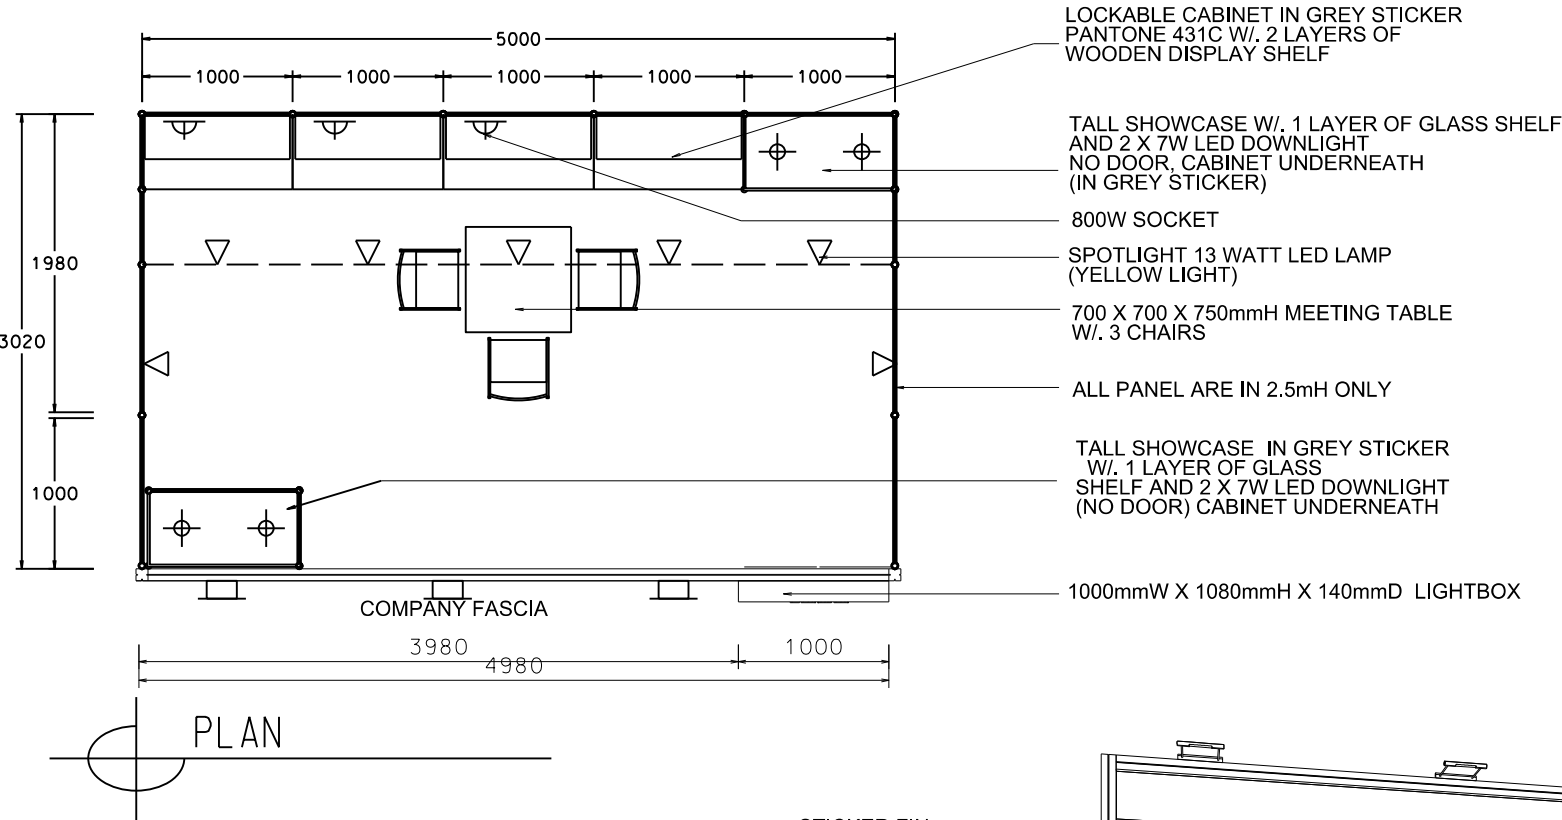 5000
1000 1000 1000 1000 1000
1980
3020
1000
LOCKABLE CABINET IN GREY STICKER
PANTONE 431C W/. 2 LAYERS OF
WOODEN DISPLAY SHELF
TALL SHOWCASE W/. 1 LAYER OF GLASS SHELF
AND 2 X 7W LED DOWNLIGHT
NO DOOR, CABINET UNDERNEATH
(IN GREY STICKER)
800W SOCKET
SPOTLIGHT 13 WATT LED LAMP
(YELLOW LIGHT)
700 X 700 X 750mmH MEETING TABLE
W/. 3 CHAIRS
ALL PANEL ARE IN 2.5mH ONLY
TALL SHOWCASE IN GREY STICKER
W/. 1 LAYER OF GLASS
SHELF AND 2 X 7W LED DOWNLIGHT
(NO DOOR) CABINET UNDERNEATH
1000mmW X 1080mmH X 140mmD LIGHTBOX
COMPANY FASCIA
3980 1000
4980
PLAN